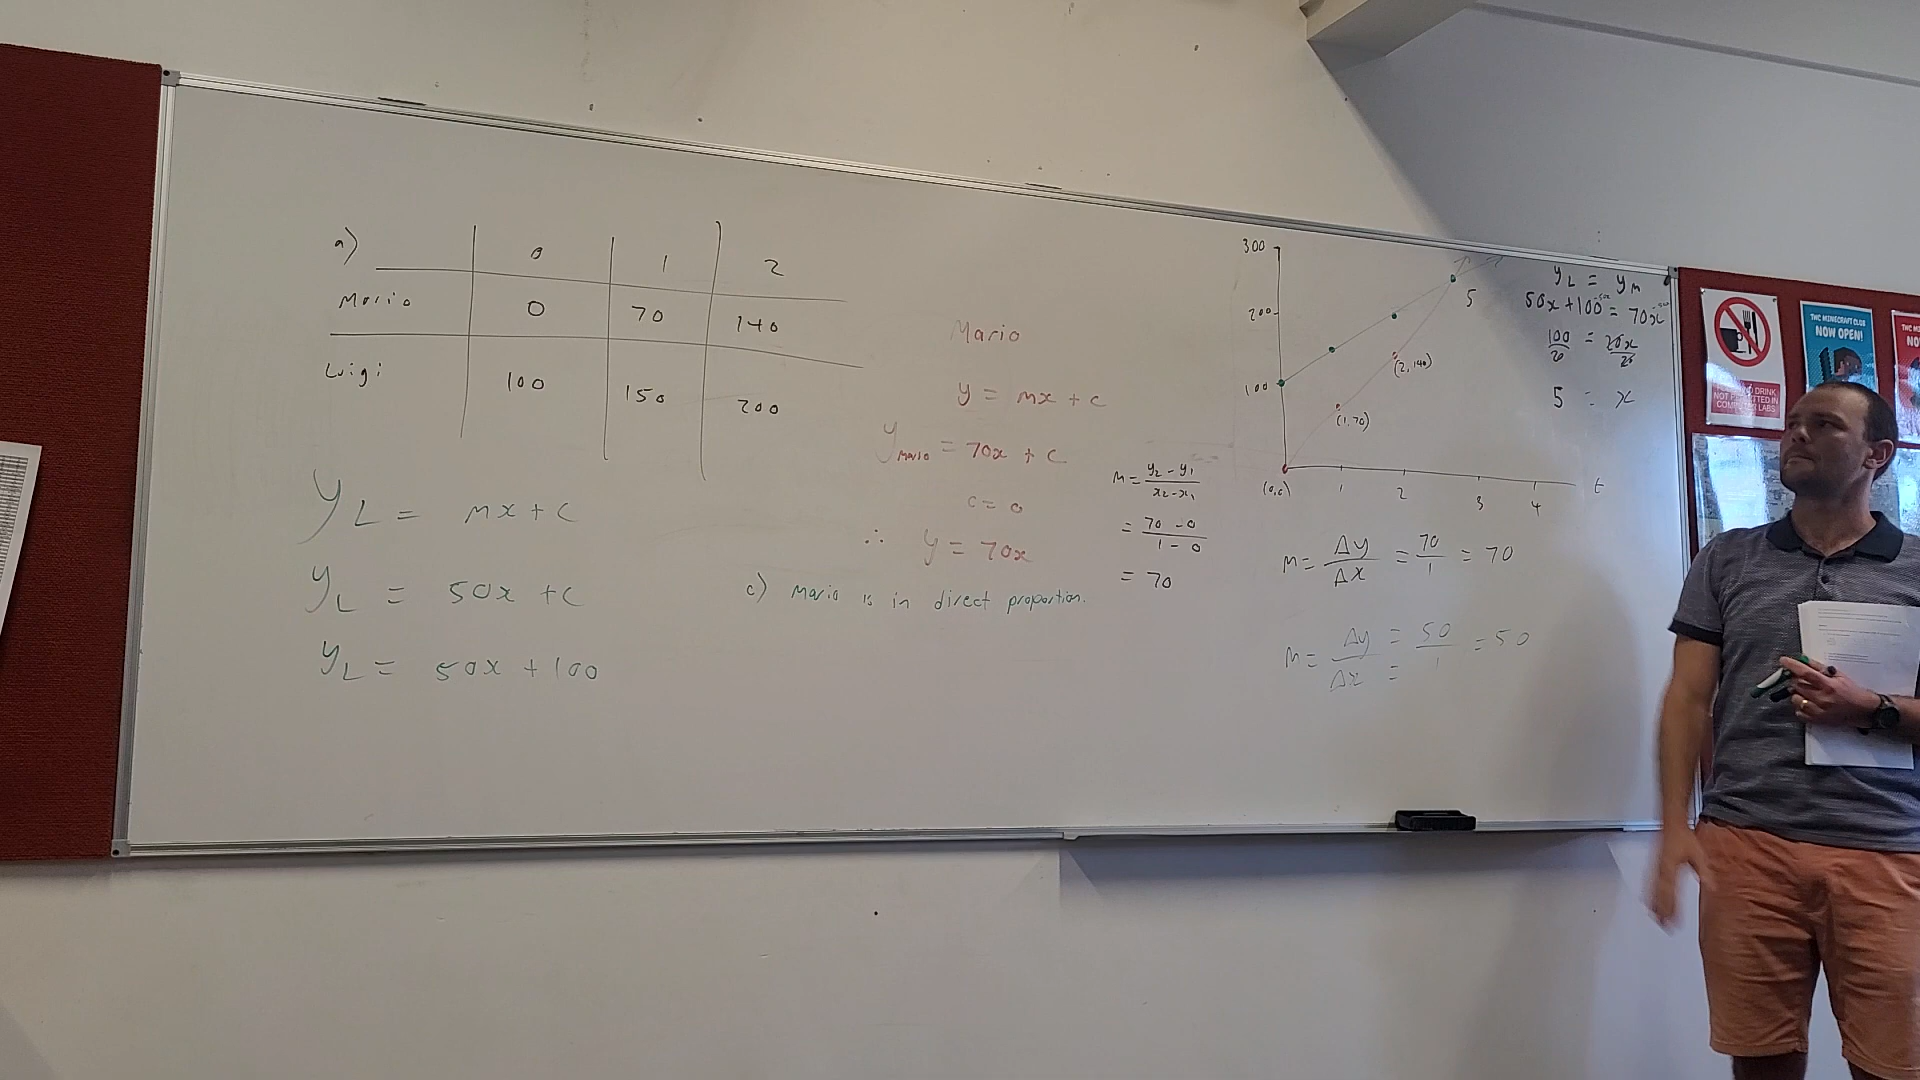 a) 0 1 2
Mario 0 70 140
Luigi 100 150 200
y_L = mx + c
y_L = 50x + c
y_L = 50x + 100
Mario
y = mx + c
y_Mario = 70x + c
c = 0
∴ y = 70x
c) Mario is in direct proportion.
m = y₂ - y₁ / x₂ - x₁
= 70 - 0 / 1 - 0
= 70
300
200
100
5
(2,140)
(1,70)
(0,0)
1 2 3 4 t
m = Δy / Δx = 70 / 1 = 70
m = Δy / Δx = = 50 / 1 = 50
y_L = y_M
50x + 100 = 70x
100 / 20 = 20x / 20
5 = x
NOT PERMITTED IN
COMPUTER LABS
THC MINECRAFT CLUB
NOW OPEN!